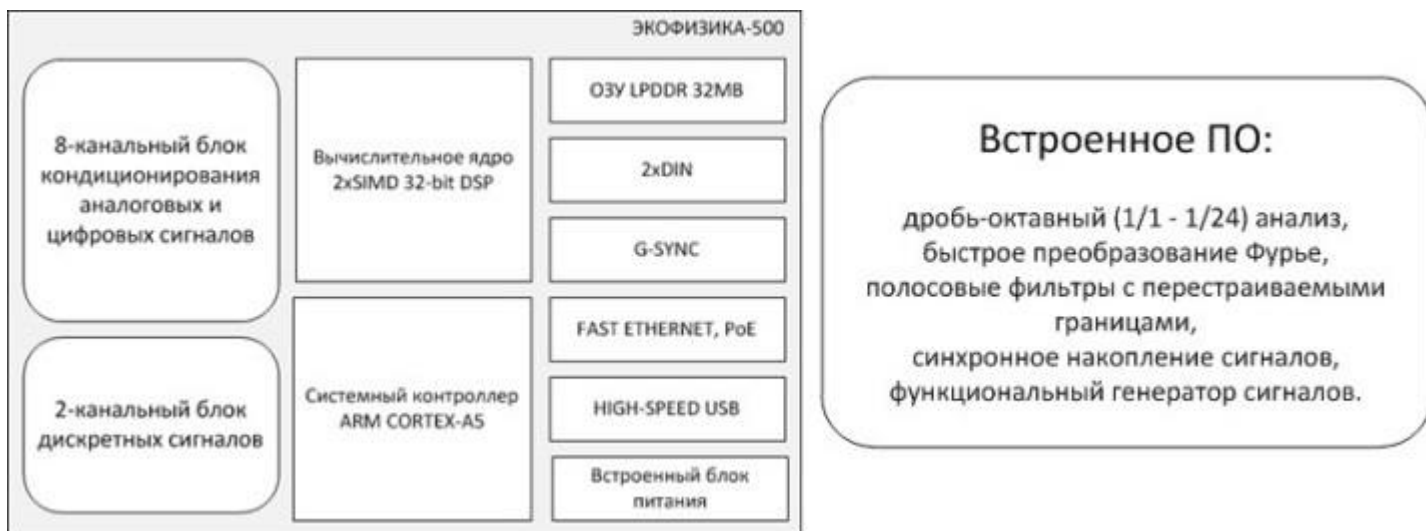 ЭКОФИЗИКА-500
8-канальный блок
кондиционирования
аналоговых и
цифровых сигналов
2-канальный блок
дискретных сигналов
Вычислительное ядро
2xSIMD 32-bit DSP
Системный контроллер
ARM CORTEX-A5
ОЗУ LPDDR 32MB
2xDIN
G-SYNC
FAST ETHERNET, PoE
HIGH-SPEED USB
Встроенный блок
питания
Встроенное ПО:
дробь-октавный (1/1 - 1/24) анализ,
быстрое преобразование Фурье,
полосовые фильтры с перестраиваемыми
границами,
синхронное накопление сигналов,
функциональный генератор сигналов.